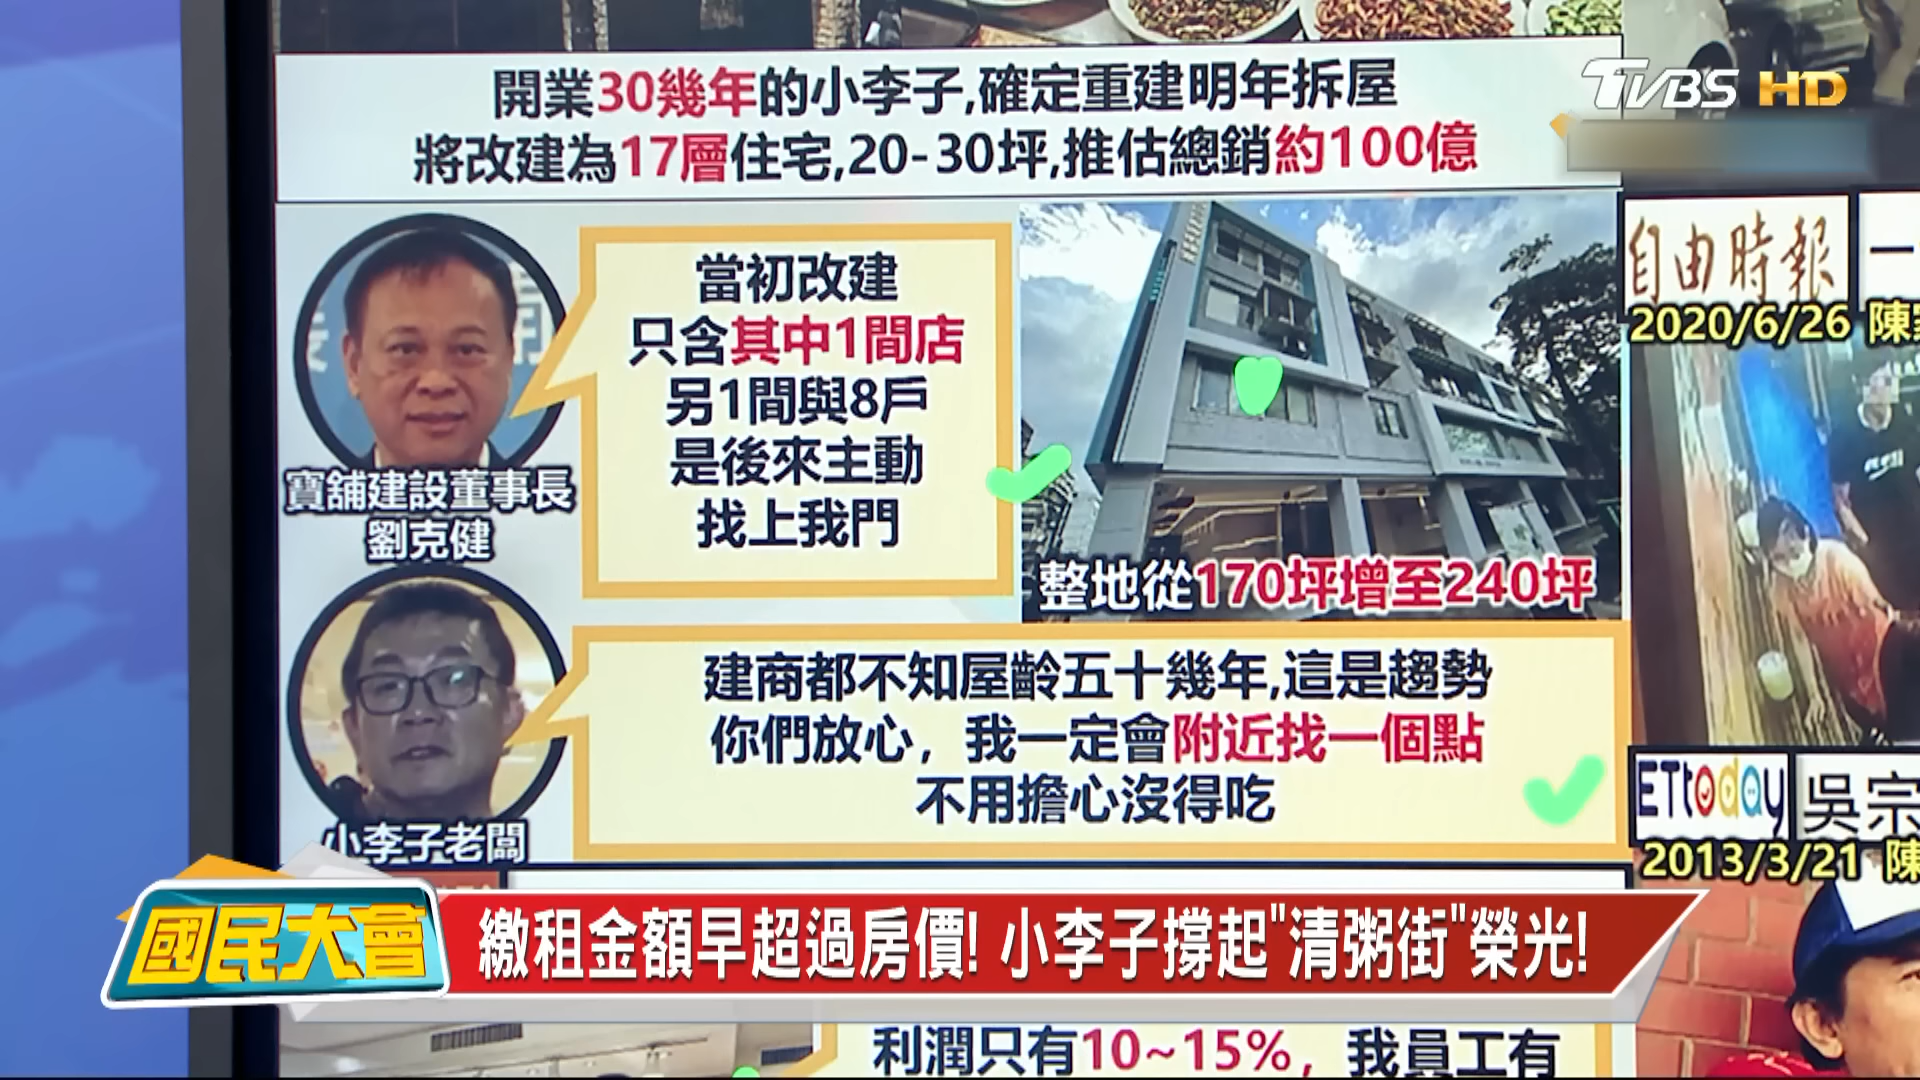 開業30幾年的小李子,確定重建明年拆屋
將改建為17層住宅,20-30坪,推估總銷約100億
TVBS HD
當初改建
只含其中1間店
另1間與8戶
是後來主動
找上我們
寶舖建設董事長
劉克健
整地從170坪增至240坪
自由時報
2020/6/26 陳
建商都不知屋齡五十幾年,這是趨勢
你們放心，我一定會附近找一個點
不用擔心沒得吃
小李子老闆
ETtoday
吳宗
2013/3/21 陳
國民大會
繳租金額早超過房價! 小李子撐起"清粥街"榮光!
利潤只有10~15%，我員工有